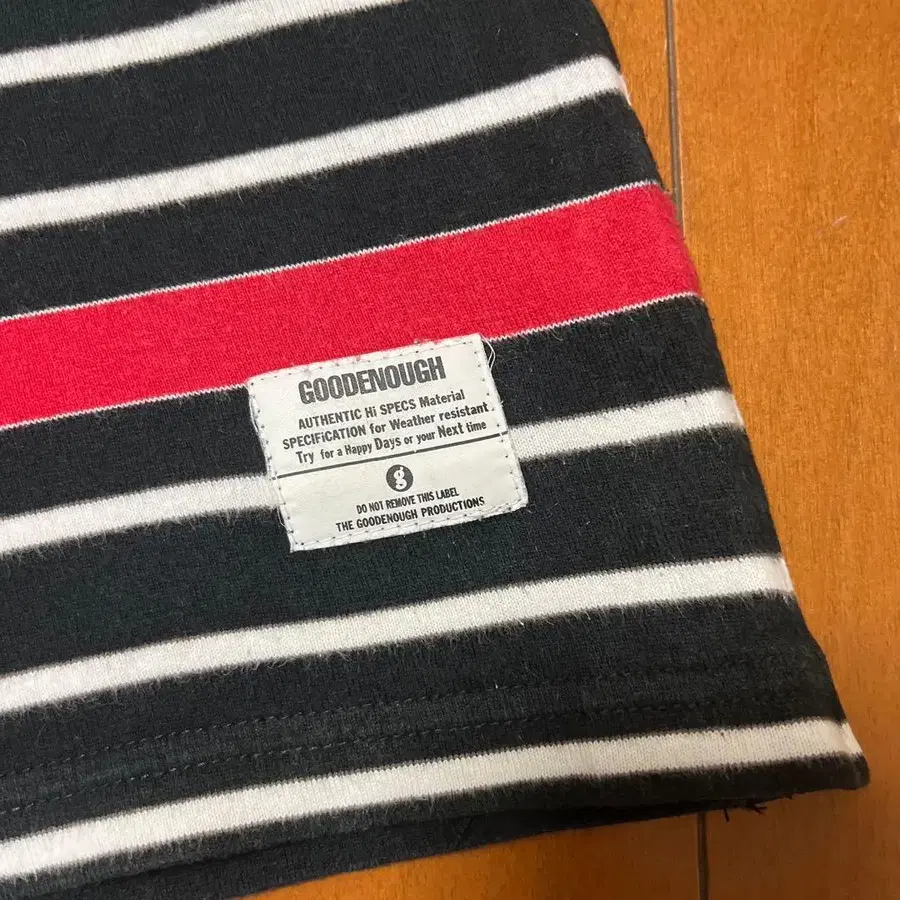 GOODENOUGH
AUTHENTIC Hi SPECS Material
SPECiFiCATiON for Weather resistant
Try for a Happy Days or your Next time
g
DO NOT REMOVE THIS LABEL
THE GOODENOUGH PRODUCTIONS